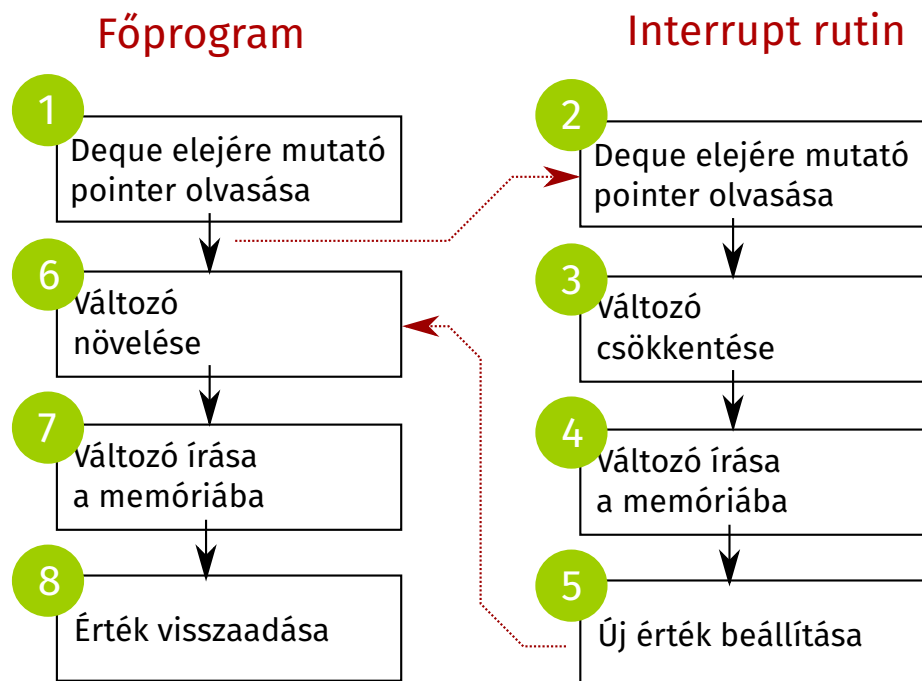 Főprogram
Interrupt rutin
1
Deque elejére mutató
pointer olvasása
2
Deque elejére mutató
pointer olvasása
6
Változó
növelése
3
Változó
csökkentése
7
Változó írása
a memóriába
4
Változó írása
a memóriába
8
Érték visszaadása
5
Új érték beállítása